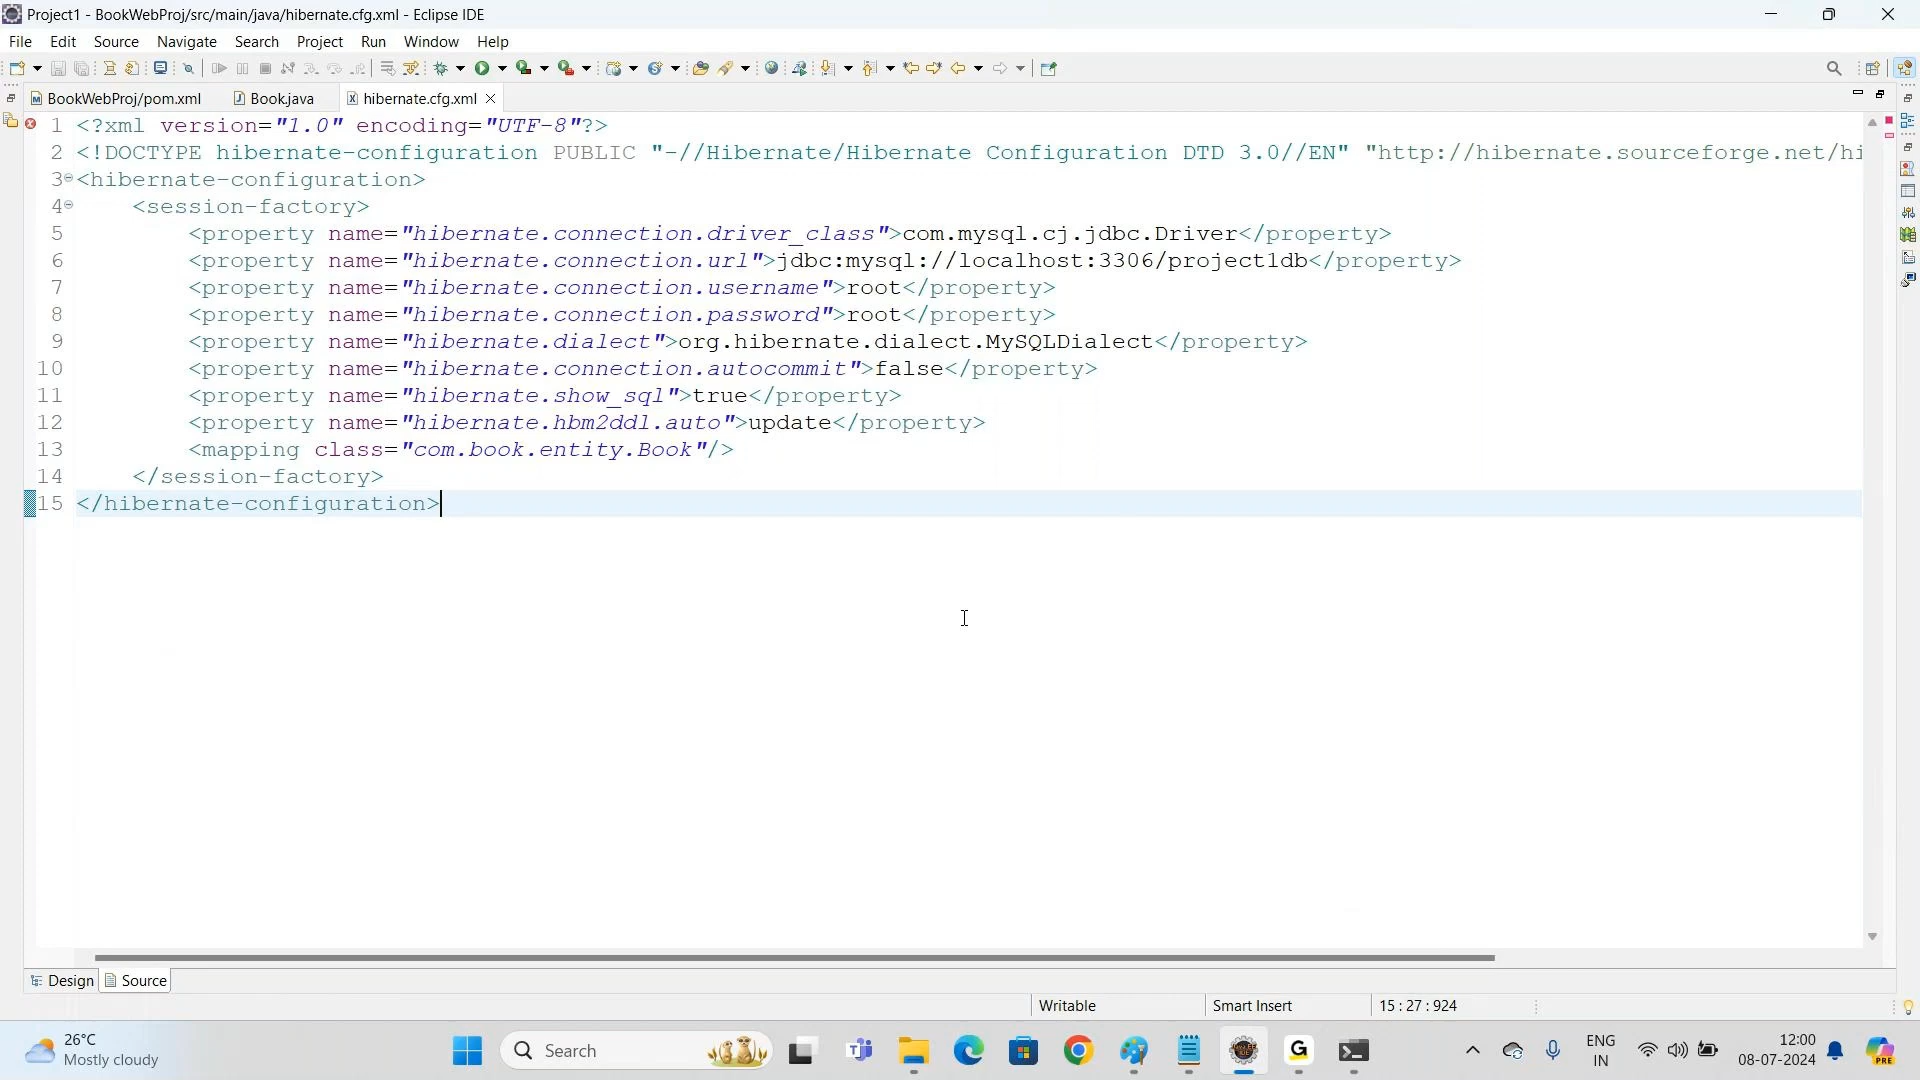 Project1 - BookWebProj/src/main/java/hibernate.cfg.xml - Eclipse IDE
File Edit Source Navigate Search Project Run Window Help
BookWebProj/pom.xml Book.java hibernate.cfg.xml
1 <?xml version="1.0" encoding="UTF-8"?>
2 <!DOCTYPE hibernate-configuration PUBLIC "-//Hibernate/Hibernate Configuration DTD 3.0//EN" "http://hibernate.sourceforge.net/hi
3 <hibernate-configuration>
4 <session-factory>
5 <property name="hibernate.connection.driver_class">com.mysql.cj.jdbc.Driver</property>
6 <property name="hibernate.connection.url">jdbc:mysql://localhost:3306/project1db</property>
7 <property name="hibernate.connection.username">root</property>
8 <property name="hibernate.connection.password">root</property>
9 <property name="hibernate.dialect">org.hibernate.dialect.MySQLDialect</property>
10 <property name="hibernate.connection.autocommit">false</property>
11 <property name="hibernate.show_sql">true</property>
12 <property name="hibernate.hbm2ddl.auto">update</property>
13 <mapping class="com.book.entity.Book"/>
14 </session-factory>
15 </hibernate-configuration>
Design Source
Writable Smart Insert 15 : 27 : 924
26°C
Mostly cloudy
Search
ENG
IN
12:00
08-07-2024
PRE